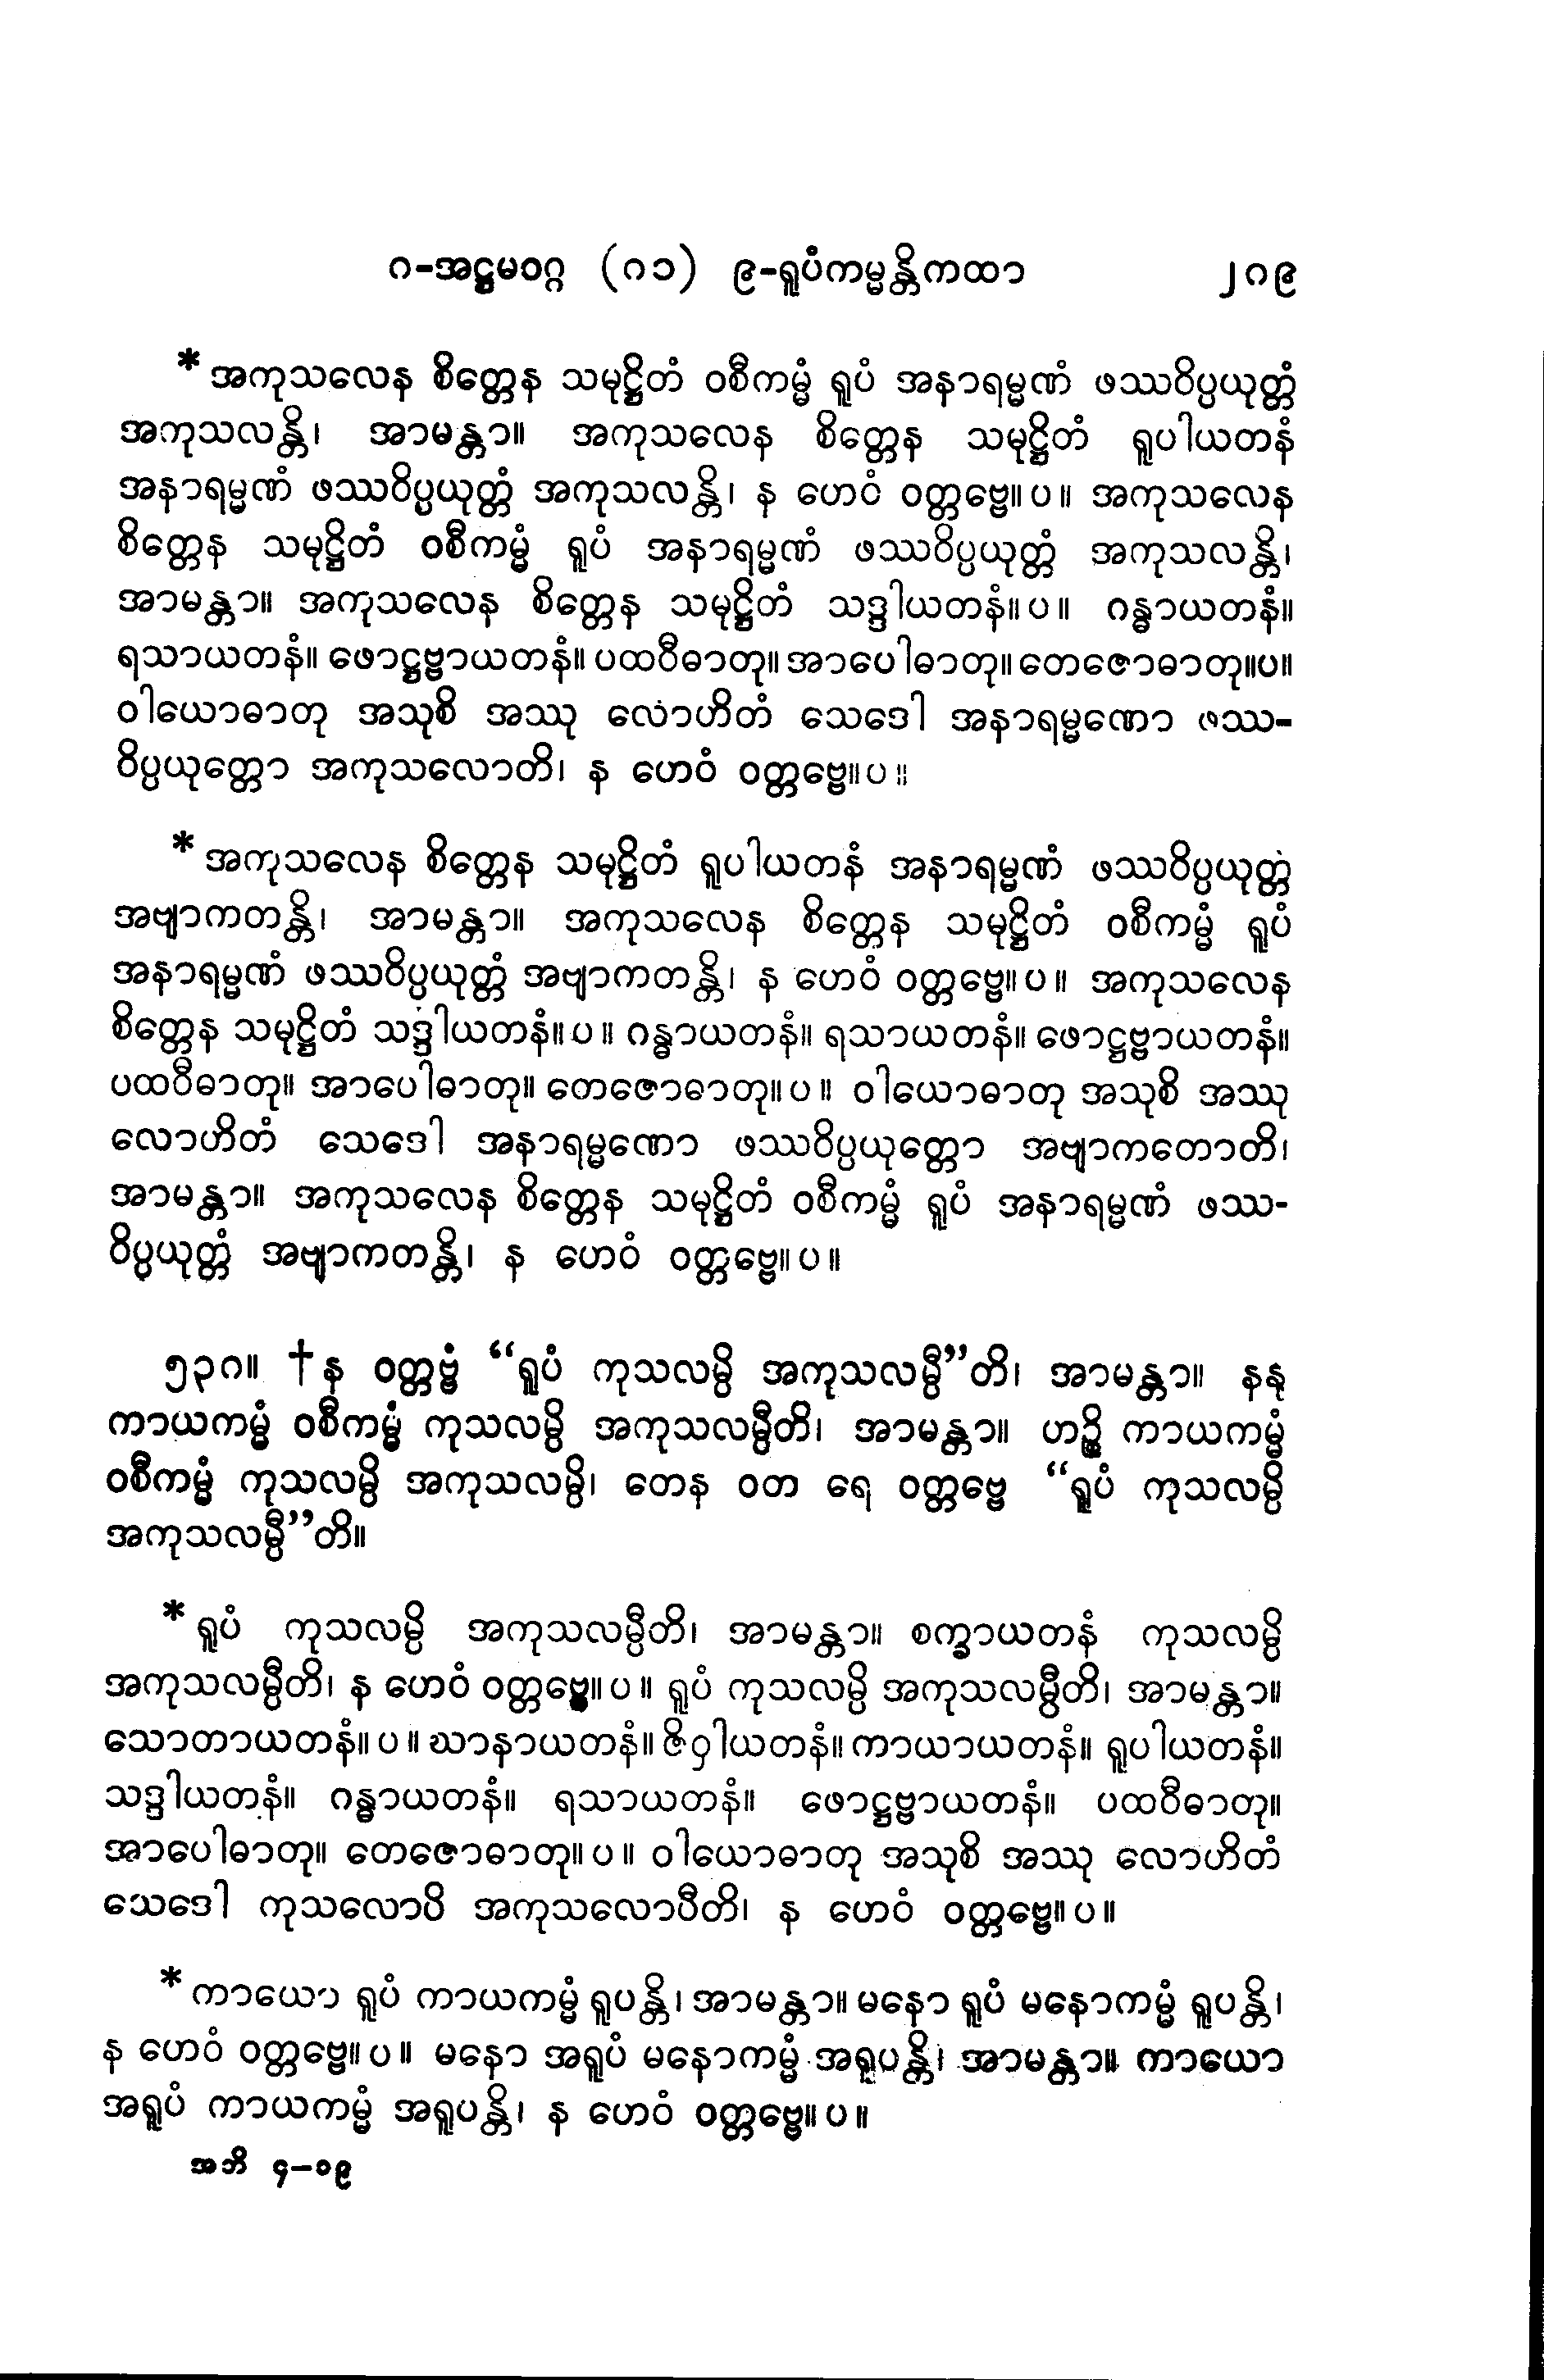 ၈-အဋ္ဌမဝဂ္ဂ (၈၁) ၉-ရူပံကမ္မန္တိကထာ ၂၈၉
* အကုသလေန စိတ္တေန သမုဋ္ဌိတံ ဝစီကမ္မံ ရူပံ အနာရမ္မဏံ ဖဿဝိပ္ပယုတ္တံ
အကုသလန္တိ၊ အာမန္တာ။ အကုသလေန စိတ္တေန သမုဋ္ဌိတံ ရူပါယတနံ
အနာရမ္မဏံ ဖဿဝိပ္ပယုတ္တံ အကုသလန္တိ၊ န ဟေဝံ ဝတ္တဗ္ဗေ။ ပ ။ အကုသလေန
စိတ္တေန သမုဋ္ဌိတံ ဝစီကမ္မံ ရူပံ အနာရမ္မဏံ ဖဿဝိပ္ပယုတ္တံ အကုသလန္တိ၊
အာမန္တာ။ အကုသလေန စိတ္တေန သမုဋ္ဌိတံ သဒ္ဒါယတနံ။ ပ ။ ဂန္ဓာယတနံ။
ရသာယတနံ။ ဖောဋ္ဌဗ္ဗာယတနံ။ ပထဝီဓာတု။ အာပေါဓာတု။ တေဇောဓာတု။ပ။
ဝါယောဓာတု အသုစိ အဿု လောဟိတံ သေဒေါ အနာရမ္မဏော ဖဿ-
ဝိပ္ပယုတ္တော အကုသလောတိ၊ န ဟေဝံ ဝတ္တဗ္ဗေ။ ပ ။
* အကုသလေန စိတ္တေန သမုဋ္ဌိတံ ရူပါယတနံ အနာရမ္မဏံ ဖဿဝိပ္ပယုတ္တံ
အဗျာကတန္တိ၊ အာမန္တာ။ အကုသလေန စိတ္တေန သမုဋ္ဌိတံ ဝစီကမ္မံ ရူပံ
အနာရမ္မဏံ ဖဿဝိပ္ပယုတ္တံ အဗျာကတန္တိ၊ န ဟေဝံ ဝတ္တဗ္ဗေ။ ပ ။ အကုသလေန
စိတ္တေန သမုဋ္ဌိတံ သဒ္ဒါယတနံ။ ပ ။ ဂန္ဓာယတနံ။ ရသာယတနံ။ ဖောဋ္ဌဗ္ဗာယတနံ။
ပထဝီဓာတု။ အာပေါဓာတု။ တေဇောဓာတု။ ပ ။ ဝါယောဓာတု အသုစိ အဿု
လောဟိတံ သေဒေါ အနာရမ္မဏော ဖဿဝိပ္ပယုတ္တော အဗျာကတောတိ၊
အာမန္တာ။ အကုသလေန စိတ္တေန သမုဋ္ဌိတံ ဝစီကမ္မံ ရူပံ အနာရမ္မဏံ ဖဿ-
ဝိပ္ပယုတ္တံ အဗျာကတန္တိ၊ န ဟေဝံ ဝတ္တဗ္ဗေ။ ပ ။
၅၃၈။ † န ဝတ္တဗ္ဗံ “ရူပံ ကုသလမ္ပိ အကုသလမ္ပီ”တိ၊ အာမန္တာ။ နနု
ကာယကမ္မံ ဝစီကမ္မံ ကုသလမ္ပိ အကုသလမ္ပီတိ၊ အာမန္တာ။ ဟဉ္စိ ကာယကမ္မံ
ဝစီကမ္မံ ကုသလမ္ပိ အကုသလမ္ပိ၊ တေန ဝတ ရေ ဝတ္တဗ္ဗေ “ရူပံ ကုသလမ္ပိ
အကုသလမ္ပီ”တိ။
* ရူပံ ကုသလမ္ပိ အကုသလမ္ပီတိ၊ အာမန္တာ။ စက္ခာယတနံ ကုသလမ္ပိ
အကုသလမ္ပီတိ၊ န ဟေဝံ ဝတ္တဗ္ဗေ။ ပ ။ ရူပံ ကုသလမ္ပိ အကုသလမ္ပီတိ၊ အာမန္တာ။
သောတာယတနံ။ ပ ။ ဃာနာယတနံ။ ဇိဝှါယတနံ။ ကာယာယတနံ။ ရူပါယတနံ။
သဒ္ဒါယတနံ။ ဂန္ဓာယတနံ။ ရသာယတနံ။ ဖောဋ္ဌဗ္ဗာယတနံ။ ပထဝီဓာတု။
အာပေါဓာတု။ တေဇောဓာတု။ ပ ။ ဝါယောဓာတု အသုစိ အဿု လောဟိတံ
သေဒေါ ကုသလောပိ အကုသလောပီတိ၊ န ဟေဝံ ဝတ္တဗ္ဗေ။ ပ ။
* ကာယော ရူပံ ကာယကမ္မံ ရူပန္တိ၊ အာမန္တာ။ မနော ရူပံ မနောကမ္မံ ရူပန္တိ၊
န ဟေဝံ ဝတ္တဗ္ဗေ။ ပ ။ မနော အရူပံ မနောကမ္မံ အရူပန္တိ၊ အာမန္တာ။ ကာယော
အရူပံ ကာယကမ္မံ အရူပန္တိ၊ န ဟေဝံ ဝတ္တဗ္ဗေ။ ပ ။
အဘိ ၄-၁၉